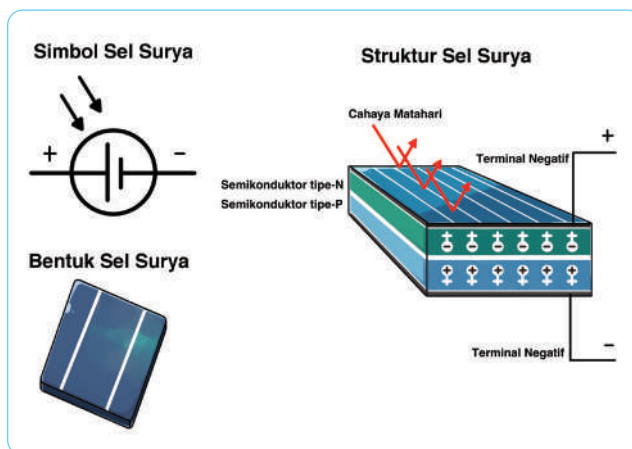 Simbol Sel Surya
+
−
Bentuk Sel Surya
Struktur Sel Surya
Cahaya Matahari
Semikonduktor tipe-N
Semikonduktor tipe-P
Terminal Negatif
+
Terminal Negatif
−